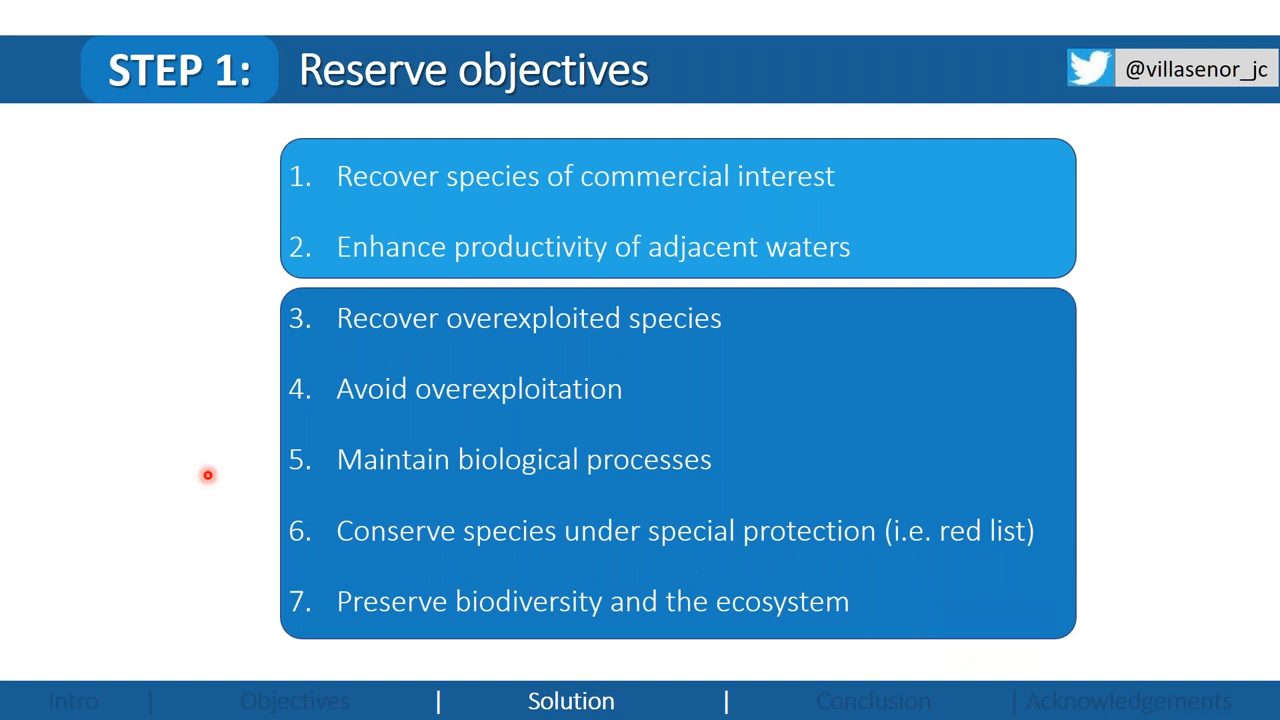 STEP 1: Reserve objectives
@villasenor_jc
1. Recover species of commercial interest
2. Enhance productivity of adjacent waters
3. Recover overexploited species
4. Avoid overexploitation
5. Maintain biological processes
6. Conserve species under special protection (i.e. red list)
7. Preserve biodiversity and the ecosystem
Intro | Objectives | Solution | Conclusion | Acknowledgements